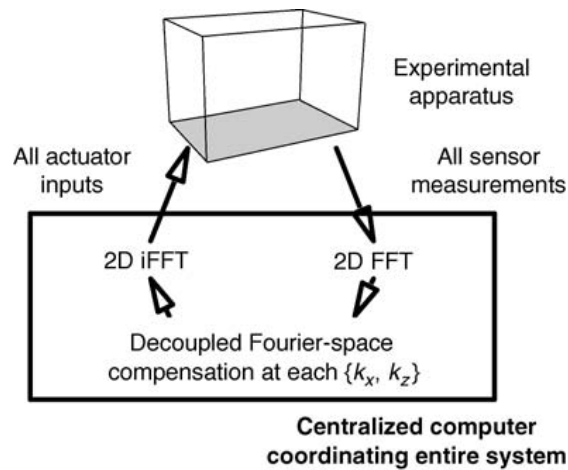 Experimental
apparatus
All actuator
inputs
All sensor
measurements
2D iFFT
2D FFT
Decoupled Fourier-space
compensation at each {kx, kz}
Centralized computer
coordinating entire system